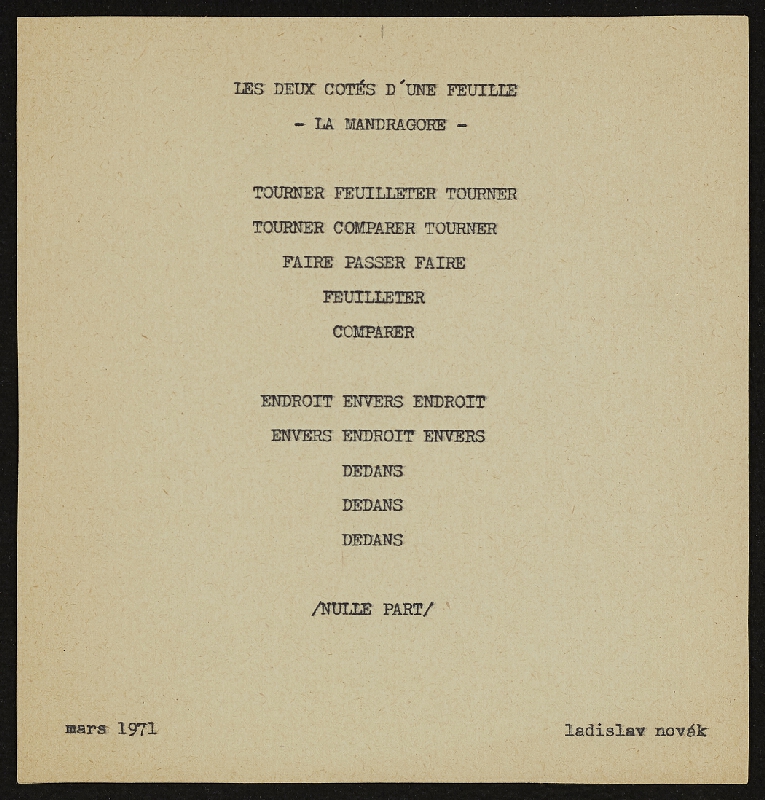 LES DEUX COTÉS D´UNE FEUILLE
- LA MANDRAGORE -
TOURNER FEUILLETER TOURNER
TOURNER COMPARER TOURNER
FAIRE PASSER FAIRE
FEUILLETER
COMPARER
ENDROIT ENVERS ENDROIT
ENVERS ENDROIT ENVERS
DEDANS
DEDANS
DEDANS
/NULLE PART/
mars 1971
ladislav novák